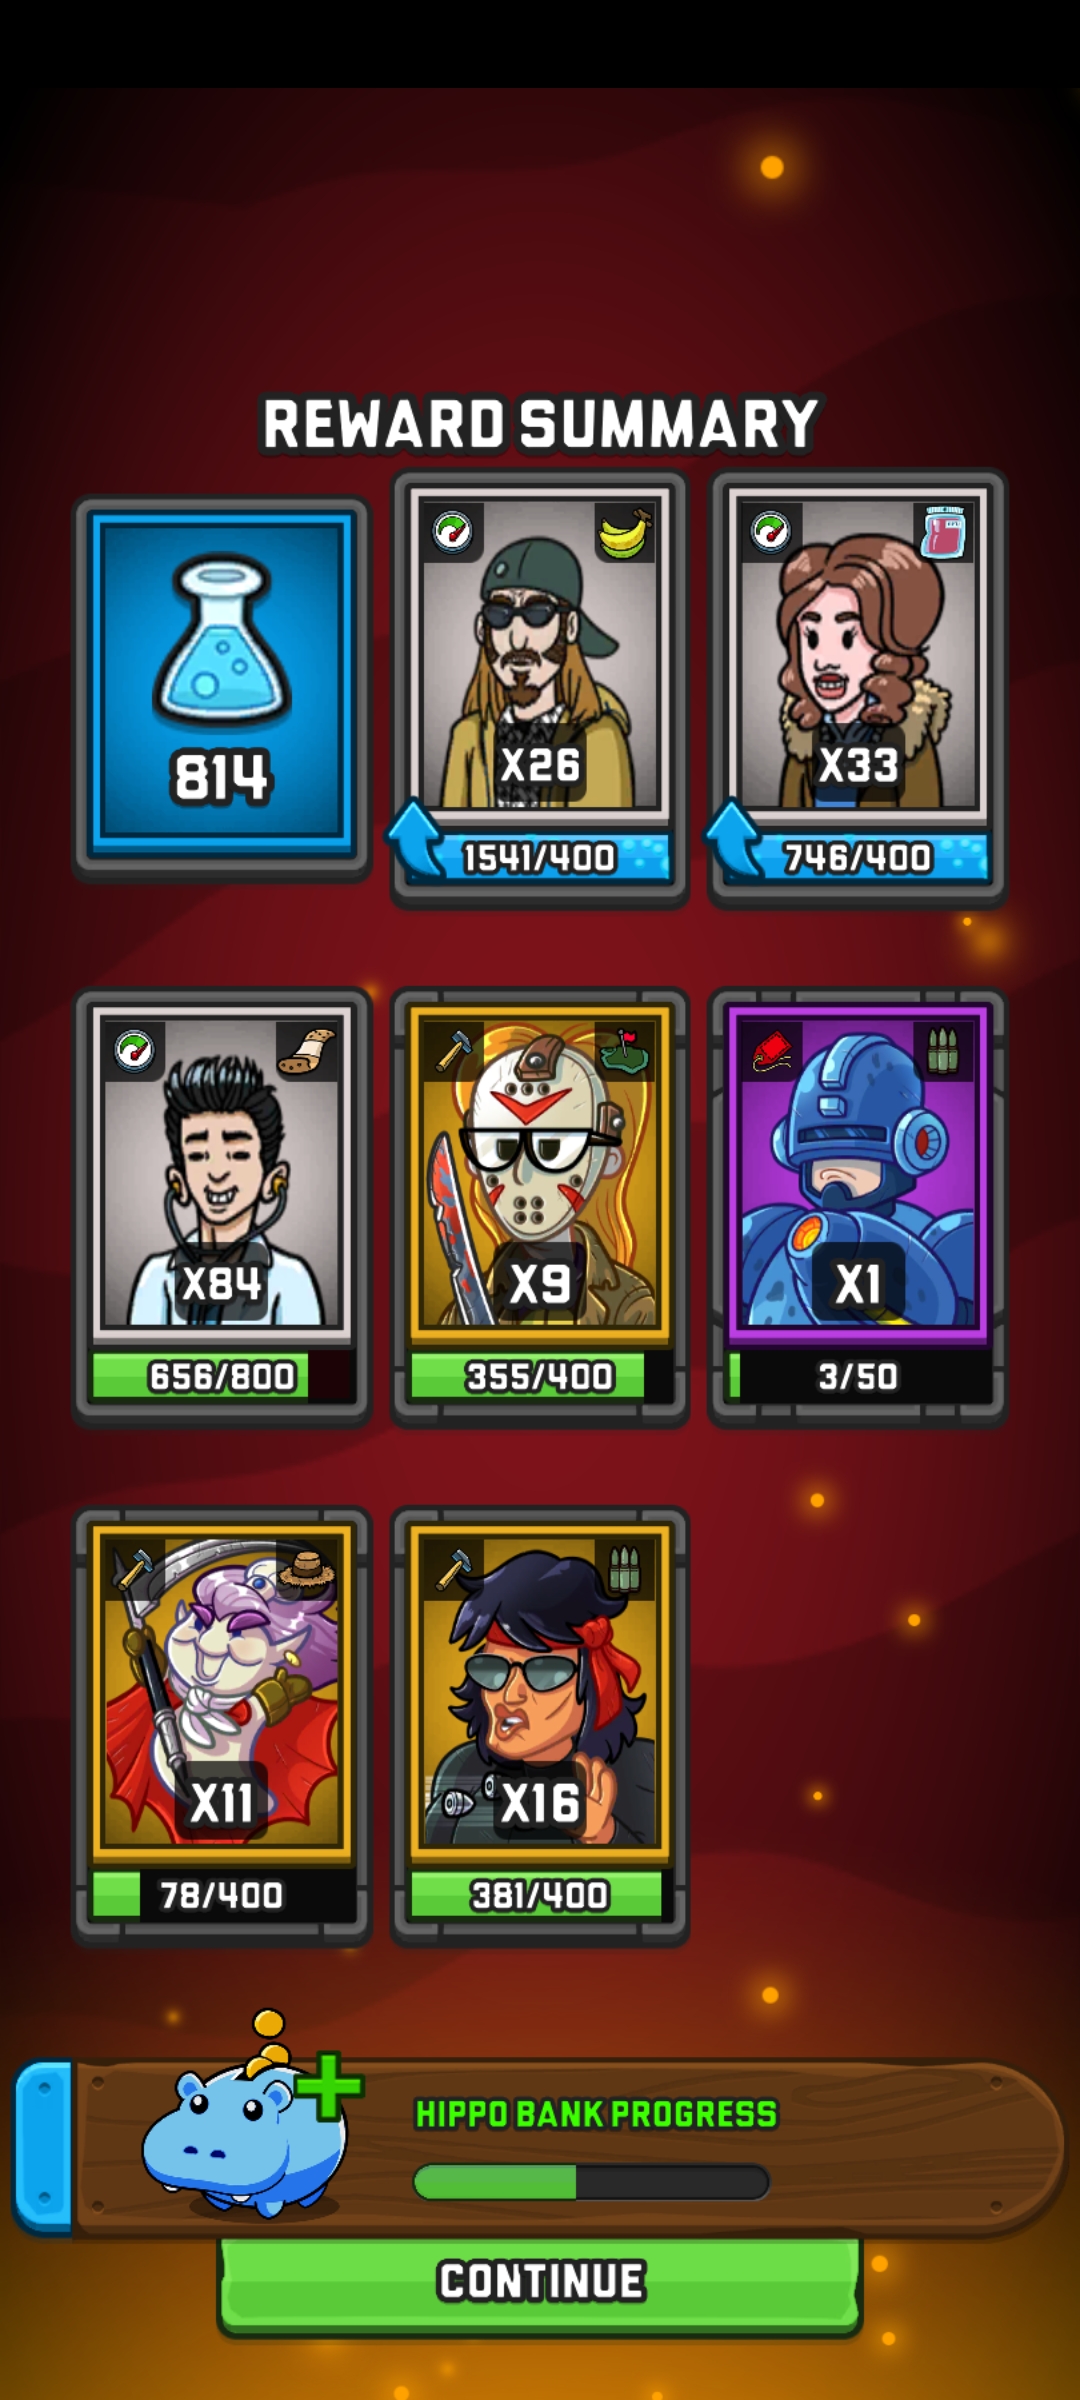 REWARD SUMMARY
814
X26
1541/400
X33
746/400
X84
656/800
X9
355/400
X1
3/50
X11
78/400
X16
381/400
HIPPO BANK PROGRESS
CONTINUE